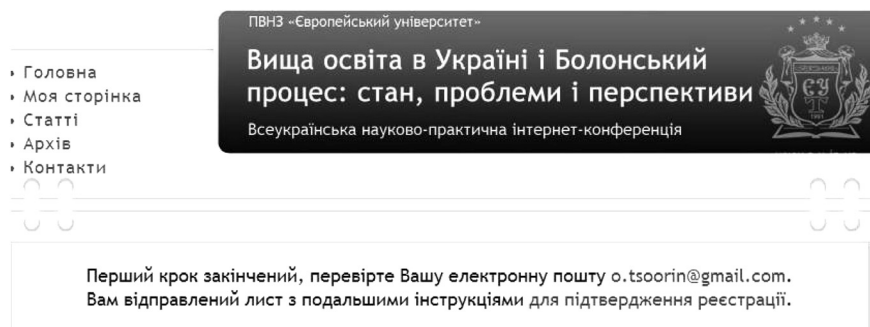 ПВНЗ «Європейський університет»
Вища освіта в Україні і Болонський
процес: стан, проблеми і перспективи
Всеукраїнська науково-практична інтернет-конференція
Головна
Моя сторінка
Статті
Архів
Контакти
Перший крок закінчений, перевірте Вашу електронну пошту o.tsoorin@gmail.com.
Вам відправлений лист з подальшими інструкціями для підтвердження реєстрації.